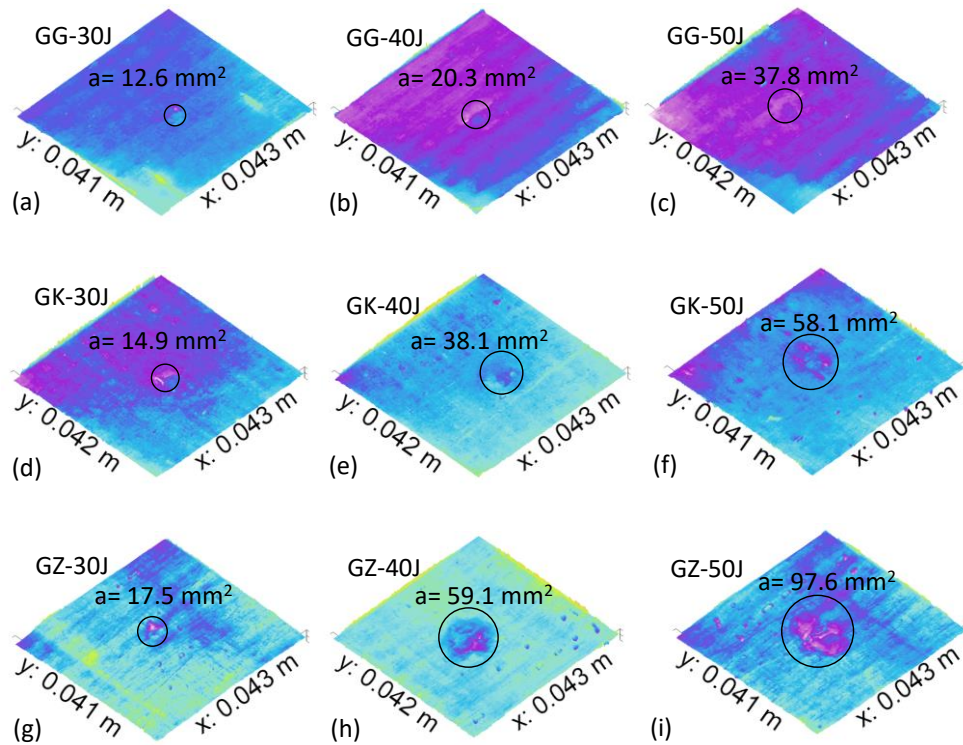 GG-30J
a= 12.6 mm²
y: 0.041 m
x: 0.043 m
(a)
GG-40J
a= 20.3 mm²
y: 0.041 m
x: 0.043 m
(b)
GG-50J
a= 37.8 mm²
y: 0.042 m
x: 0.043 m
(c)
GK-30J
a= 14.9 mm²
y: 0.042 m
x: 0.043 m
(d)
GK-40J
a= 38.1 mm²
y: 0.042 m
x: 0.043 m
(e)
GK-50J
a= 58.1 mm²
y: 0.041 m
x: 0.043 m
(f)
GZ-30J
a= 17.5 mm²
y: 0.041 m
x: 0.043 m
(g)
GZ-40J
a= 59.1 mm²
y: 0.042 m
x: 0.043 m
(h)
GZ-50J
a= 97.6 mm²
y: 0.041 m
x: 0.043 m
(i)